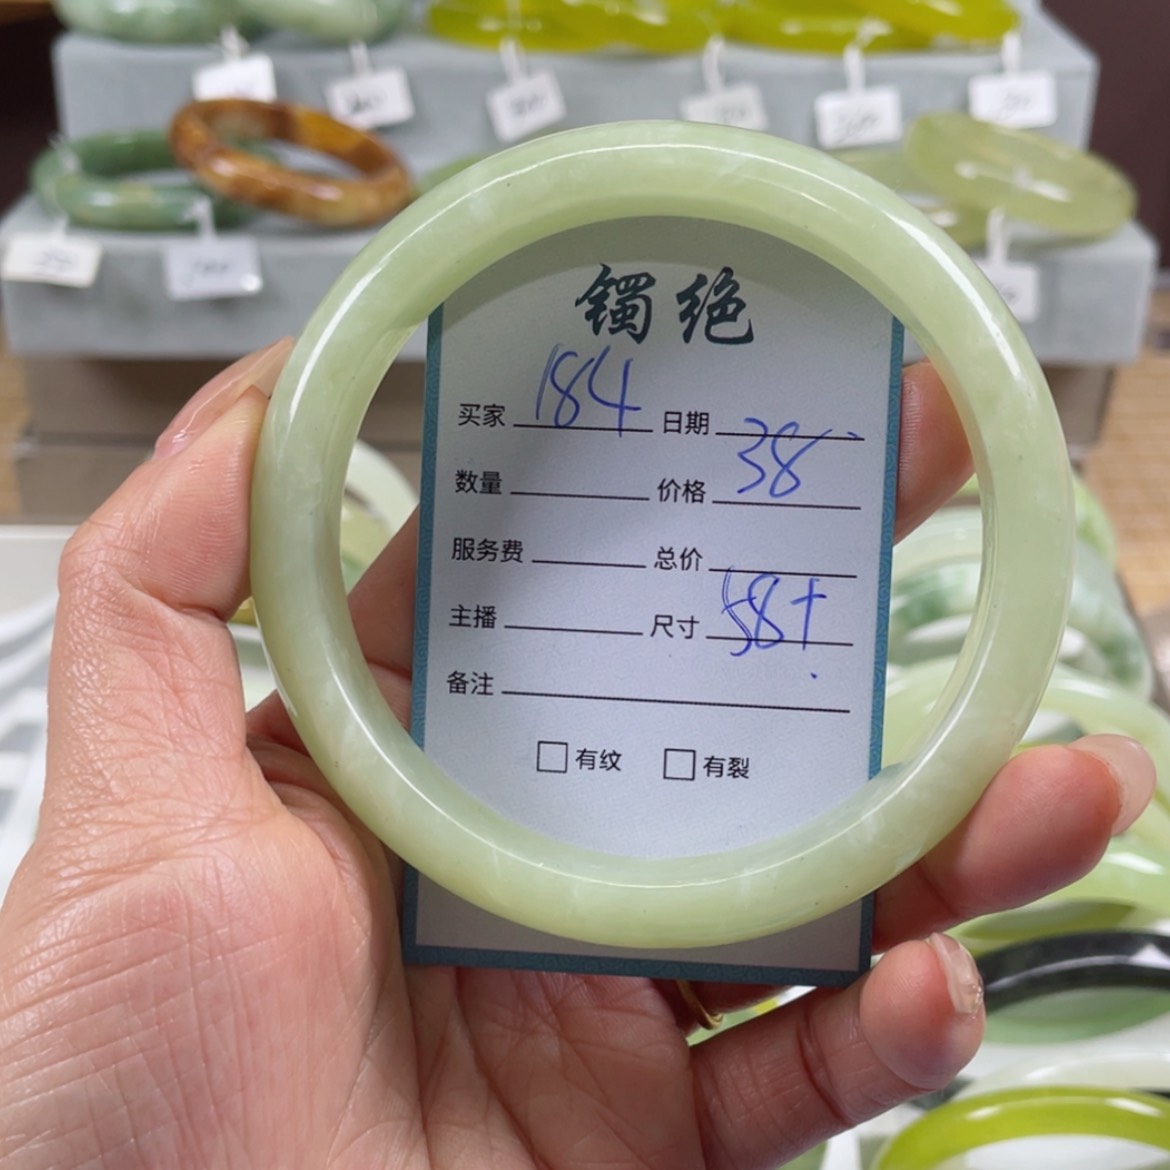 镯绝
买家 184 日期
数量 价格 38
服务费 总价
主播 尺寸 58+
备注
□有纹 □有裂